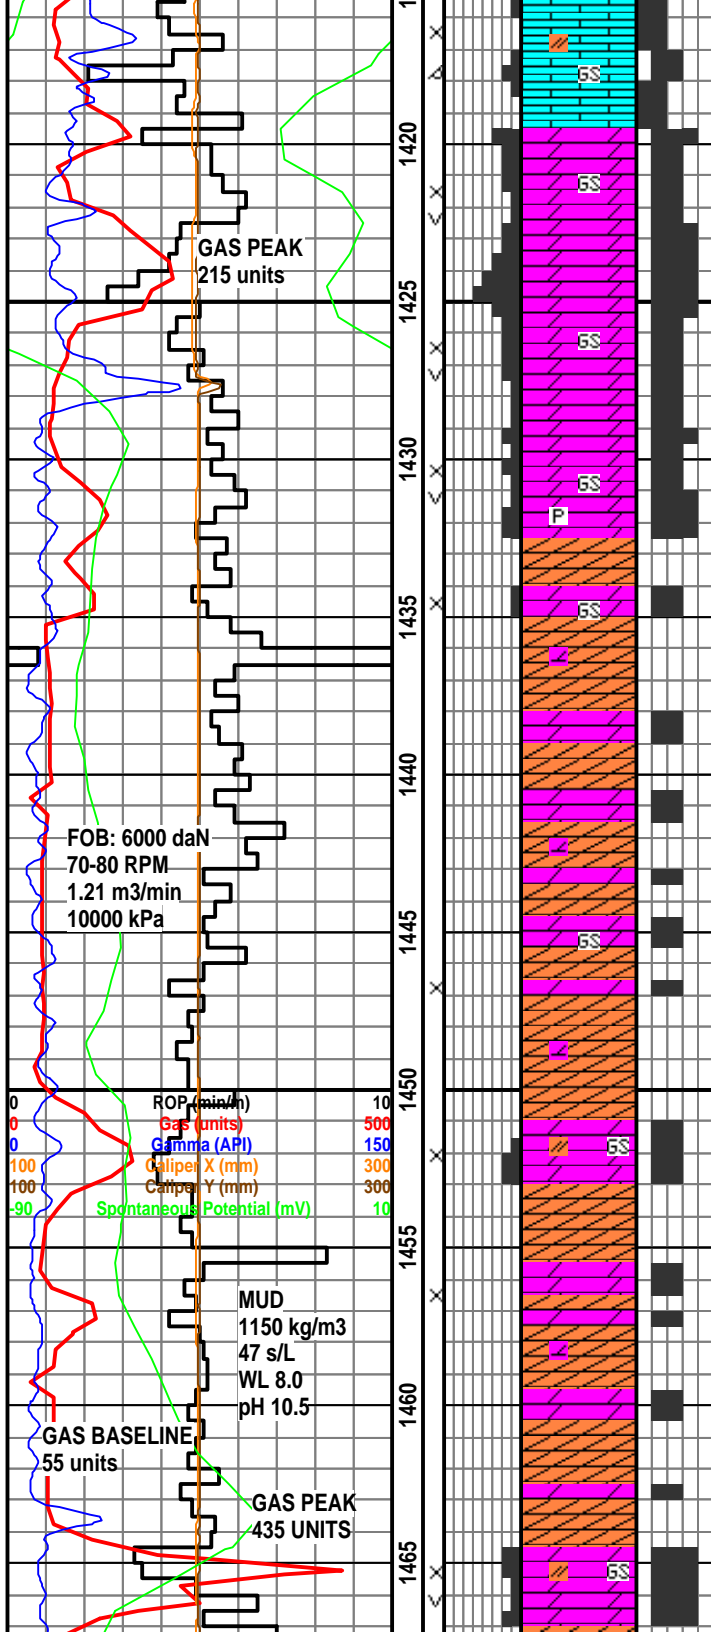 GS
1420
GS
GAS PEAK
215 units
1425
GS
1430
GS
P
1435
GS
1440
FOB: 6000 daN
70-80 RPM
1.21 m3/min
10000 kPa
1445
GS
1450
0 ROP (min/m) 10
0 Gas (units) 500
0 Gamma (API) 150
100 Caliper X (mm) 300
100 Caliper Y (mm) 300
-90 Spontaneous Potential (mV) 10
GS
1455
MUD
1150 kg/m3
47 s/L
WL 8.0
pH 10.5
1460
GAS BASELINE
55 units
GAS PEAK
435 UNITS
1465
GS